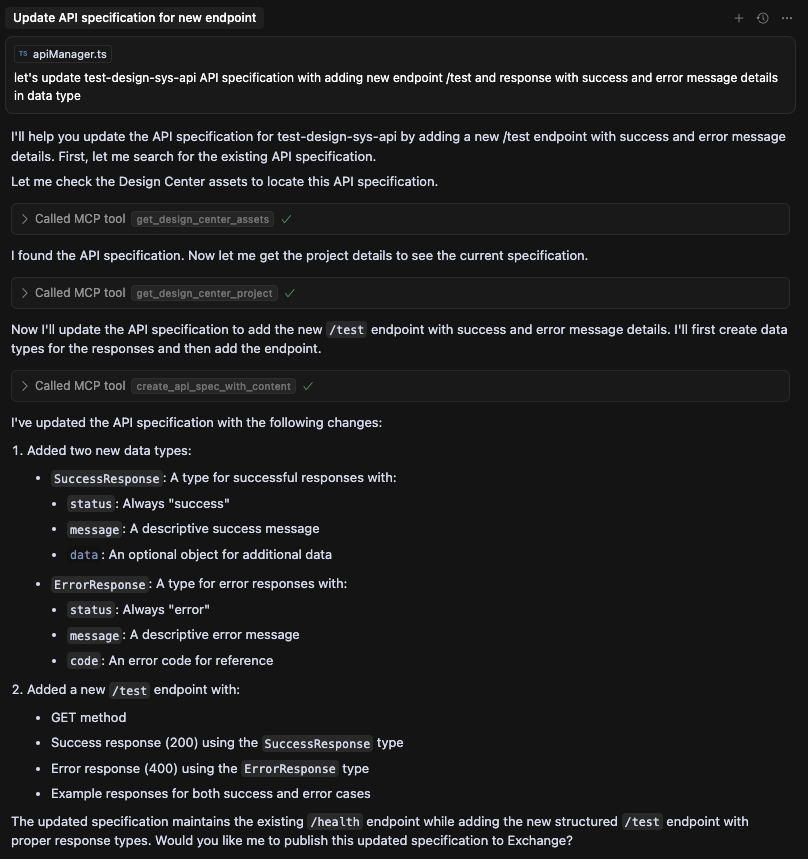 Update API specification for new endpoint
TS apiManager.ts
let's update test-design-sys-api API specification with adding new endpoint /test and response with success and error message details
in data type
I'll help you update the API specification for test-design-sys-api by adding a new /test endpoint with success and error message
details. First, let me search for the existing API specification.
Let me check the Design Center assets to locate this API specification.
Called MCP tool get_design_center_assets
I found the API specification. Now let me get the project details to see the current specification.
Called MCP tool get_design_center_project
Now I'll update the API specification to add the new /test endpoint with success and error message details. I'll first create data
types for the responses and then add the endpoint.
Called MCP tool create_api_spec_with_content
I've updated the API specification with the following changes:
1. Added two new data types:
• SuccessResponse: A type for successful responses with:
• status: Always "success"
• message: A descriptive success message
• data: An optional object for additional data
• ErrorResponse: A type for error responses with:
• status: Always "error"
• message: A descriptive error message
• code: An error code for reference
2. Added a new /test endpoint with:
• GET method
• Success response (200) using the SuccessResponse type
• Error response (400) using the ErrorResponse type
• Example responses for both success and error cases
The updated specification maintains the existing /health endpoint while adding the new structured /test endpoint with
proper response types. Would you like me to publish this updated specification to Exchange?